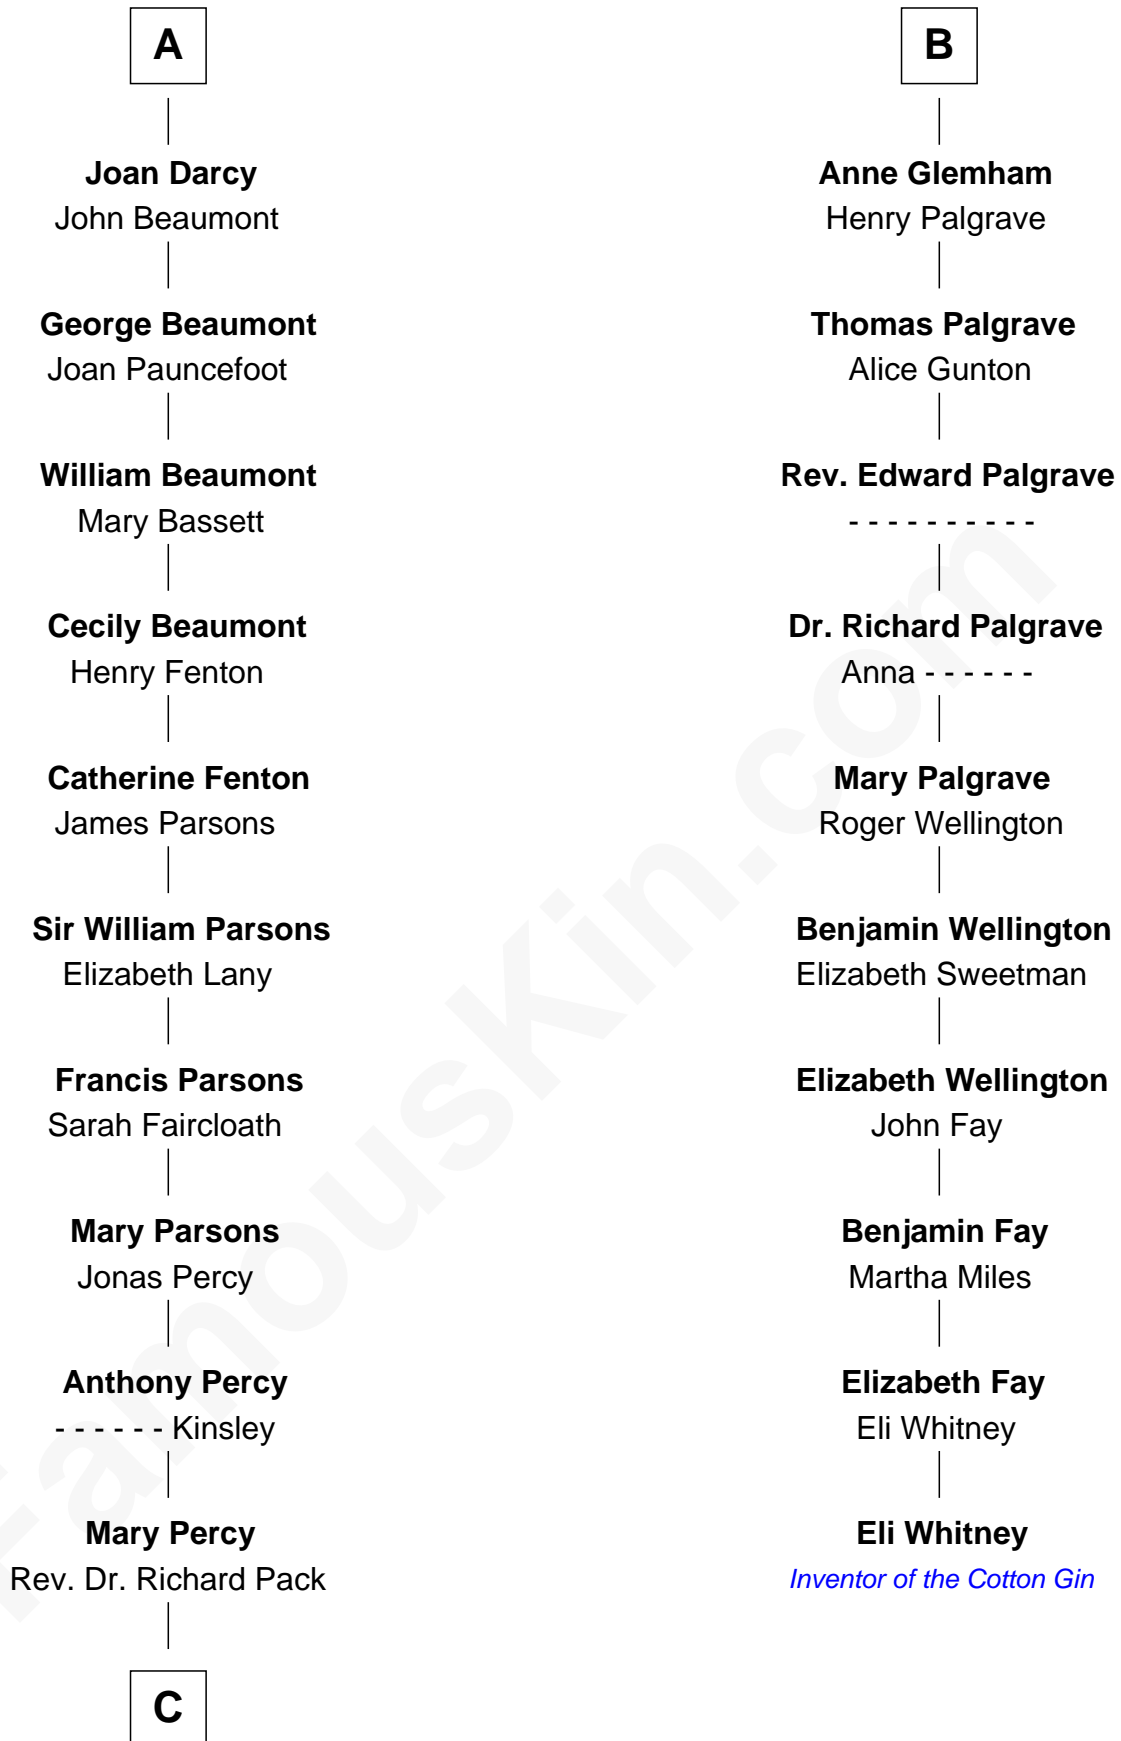 A
Joan Darcy
John Beaumont
George Beaumont
Joan Pauncefoot
William Beaumont
Mary Bassett
Cecily Beaumont
Henry Fenton
Catherine Fenton
James Parsons
Sir William Parsons
Elizabeth Lany
Francis Parsons
Sarah Faircloath
Mary Parsons
Jonas Percy
Anthony Percy
- - - - - - Kinsley
Mary Percy
Rev. Dr. Richard Pack
C
B
Anne Glemham
Henry Palgrave
Thomas Palgrave
Alice Gunton
Rev. Edward Palgrave
- - - - - - - - - -
Dr. Richard Palgrave
Anna - - - - - -
Mary Palgrave
Roger Wellington
Benjamin Wellington
Elizabeth Sweetman
Elizabeth Wellington
John Fay
Benjamin Fay
Martha Miles
Elizabeth Fay
Eli Whitney
Eli Whitney
Inventor of the Cotton Gin
FamousKin.com